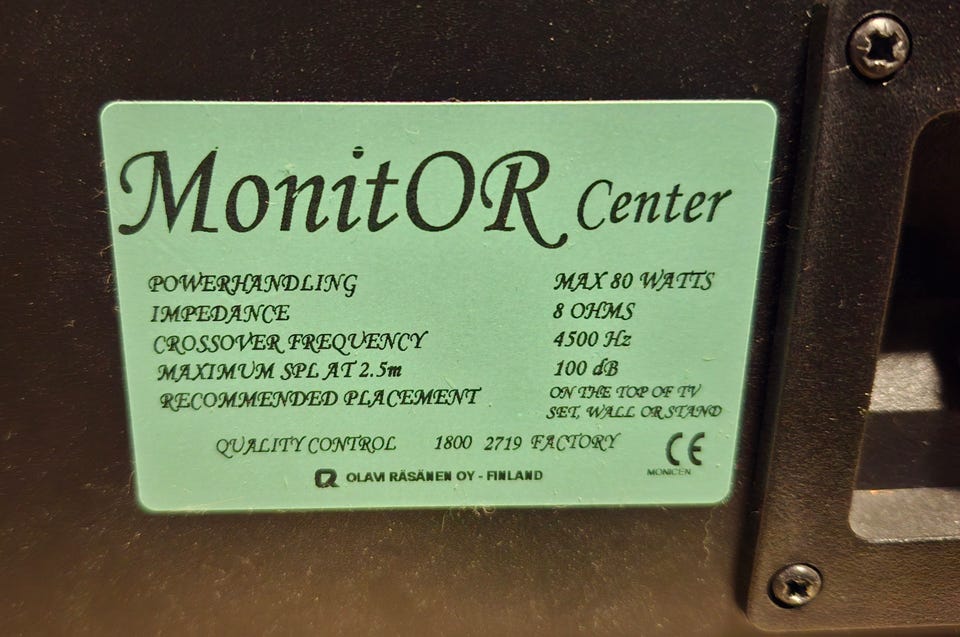 MonitOR Center
POWERHANDLING MAX 80 WATTS
IMPEDANCE 8 OHMS
CROSSOVER FREQUENCY 4500 Hz
MAXIMUM SPL AT 2.5m 100 dB
RECOMMENDED PLACEMENT ON THE TOP OF TV
SET, WALL OR STAND
QUALITY CONTROL 1800 2719 FACTORY CE
MONICEN
OLAVI RÄSÄNEN OY - FINLAND